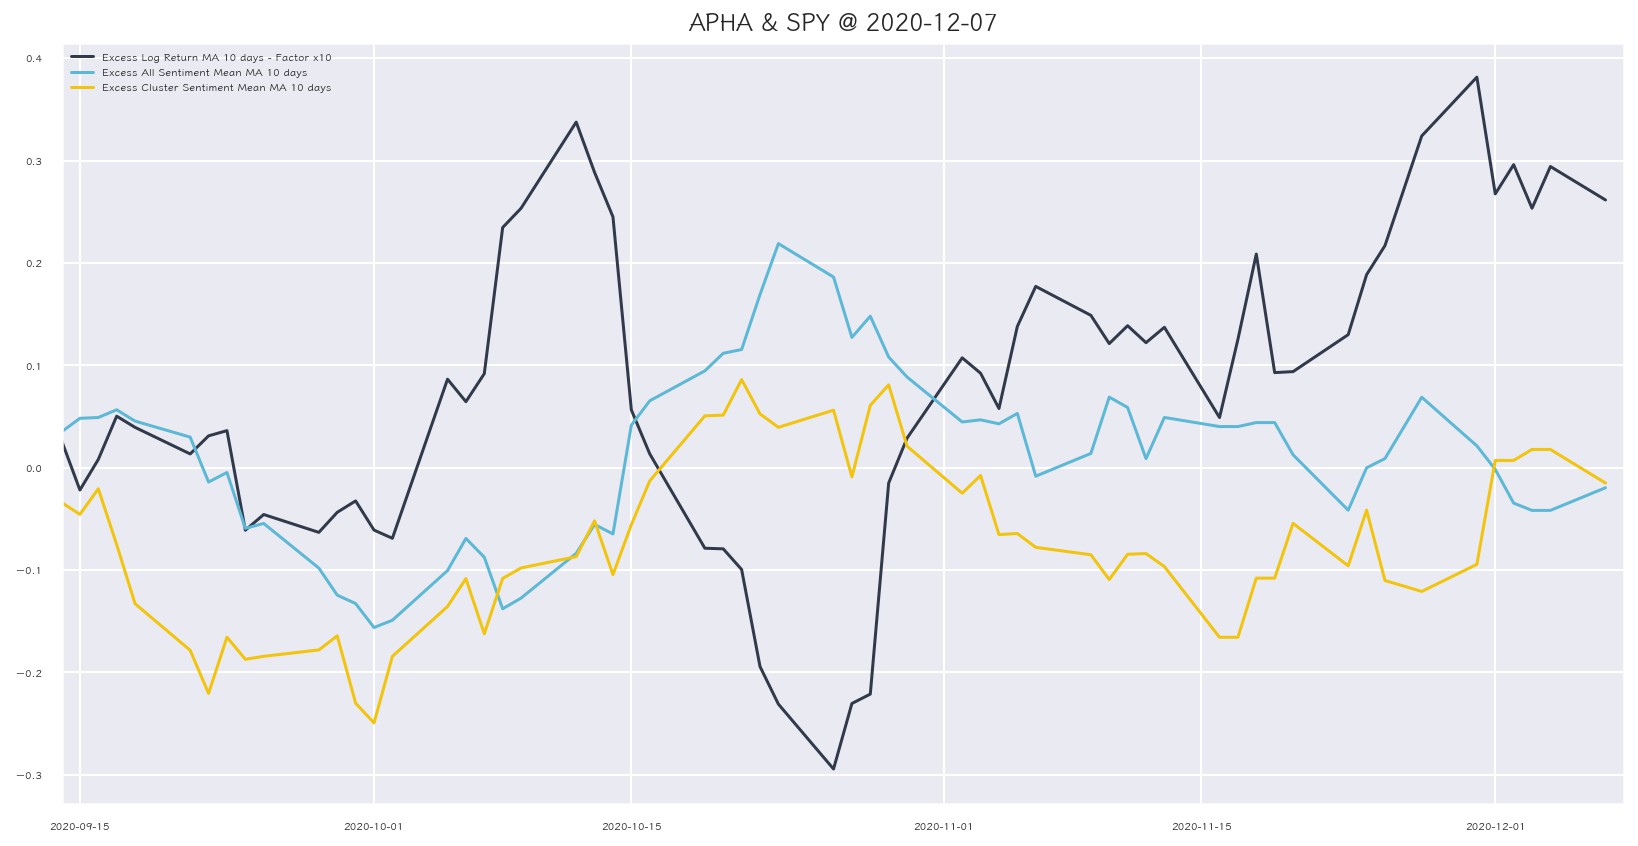 APHA & SPY @ 2020-12-07
Excess Log Return MA 10 days - Factor x10
Excess All Sentiment Mean MA 10 days
Excess Cluster Sentiment Mean MA 10 days
0.4
0.3
0.2
0.1
0.0
−0.1
−0.2
−0.3
2020-09-15 2020-10-01 2020-10-15 2020-11-01 2020-11-15 2020-12-01